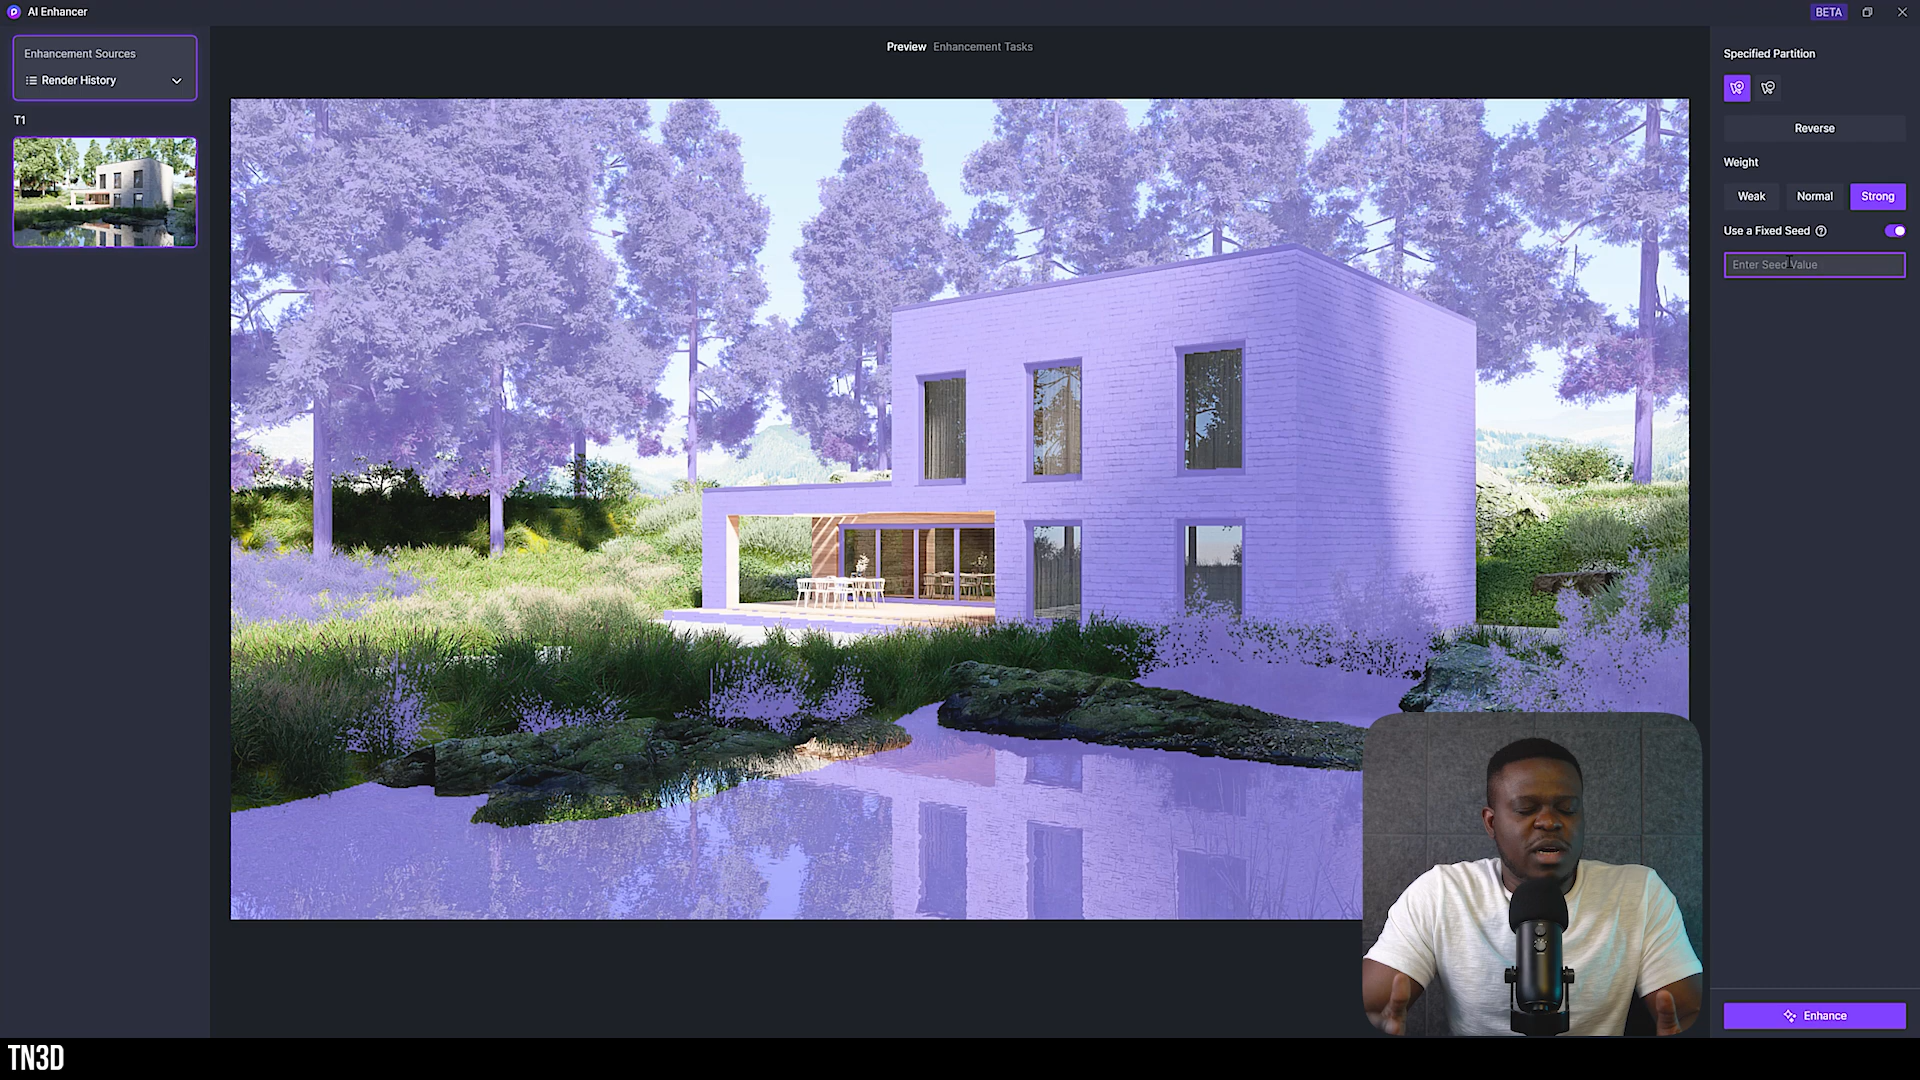 AI Enhancer
BETA
Enhancement Sources
Render History
T1
Preview Enhancement Tasks
Specified Partition
Reverse
Weight
Weak Normal Strong
Use a Fixed Seed
Enter Seed Value
Enhance
TN3D